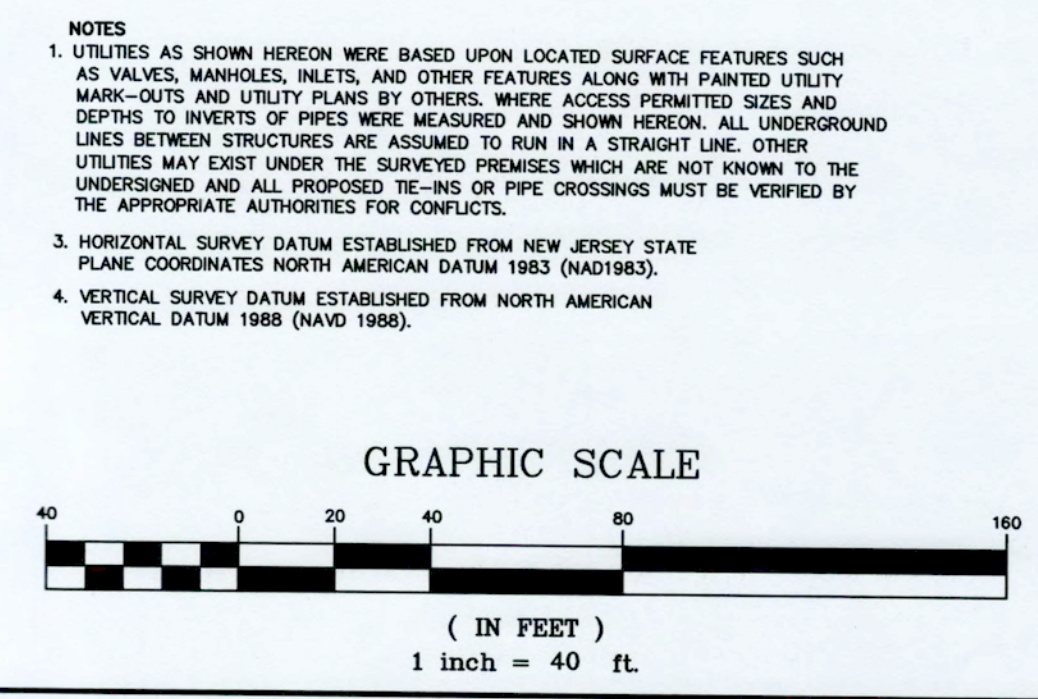 NOTES
1. UTILITIES AS SHOWN HEREON WERE BASED UPON LOCATED SURFACE FEATURES SUCH
AS VALVES, MANHOLES, INLETS, AND OTHER FEATURES ALONG WITH PAINTED UTILITY
MARK-OUTS AND UTILITY PLANS BY OTHERS. WHERE ACCESS PERMITTED SIZES AND
DEPTHS TO INVERTS OF PIPES WERE MEASURED AND SHOWN HEREON. ALL UNDERGROUND
LINES BETWEEN STRUCTURES ARE ASSUMED TO RUN IN A STRAIGHT LINE. OTHER
UTILITIES MAY EXIST UNDER THE SURVEYED PREMISES WHICH ARE NOT KNOWN TO THE
UNDERSIGNED AND ALL PROPOSED TIE-INS OR PIPE CROSSINGS MUST BE VERIFIED BY
THE APPROPRIATE AUTHORITIES FOR CONFLICTS.
3. HORIZONTAL SURVEY DATUM ESTABLISHED FROM NEW JERSEY STATE
PLANE COORDINATES NORTH AMERICAN DATUM 1983 (NAD1983).
4. VERTICAL SURVEY DATUM ESTABLISHED FROM NORTH AMERICAN
VERTICAL DATUM 1988 (NAVD 1988).
GRAPHIC SCALE
40 0 20 40 80 160
( IN FEET )
1 inch = 40 ft.